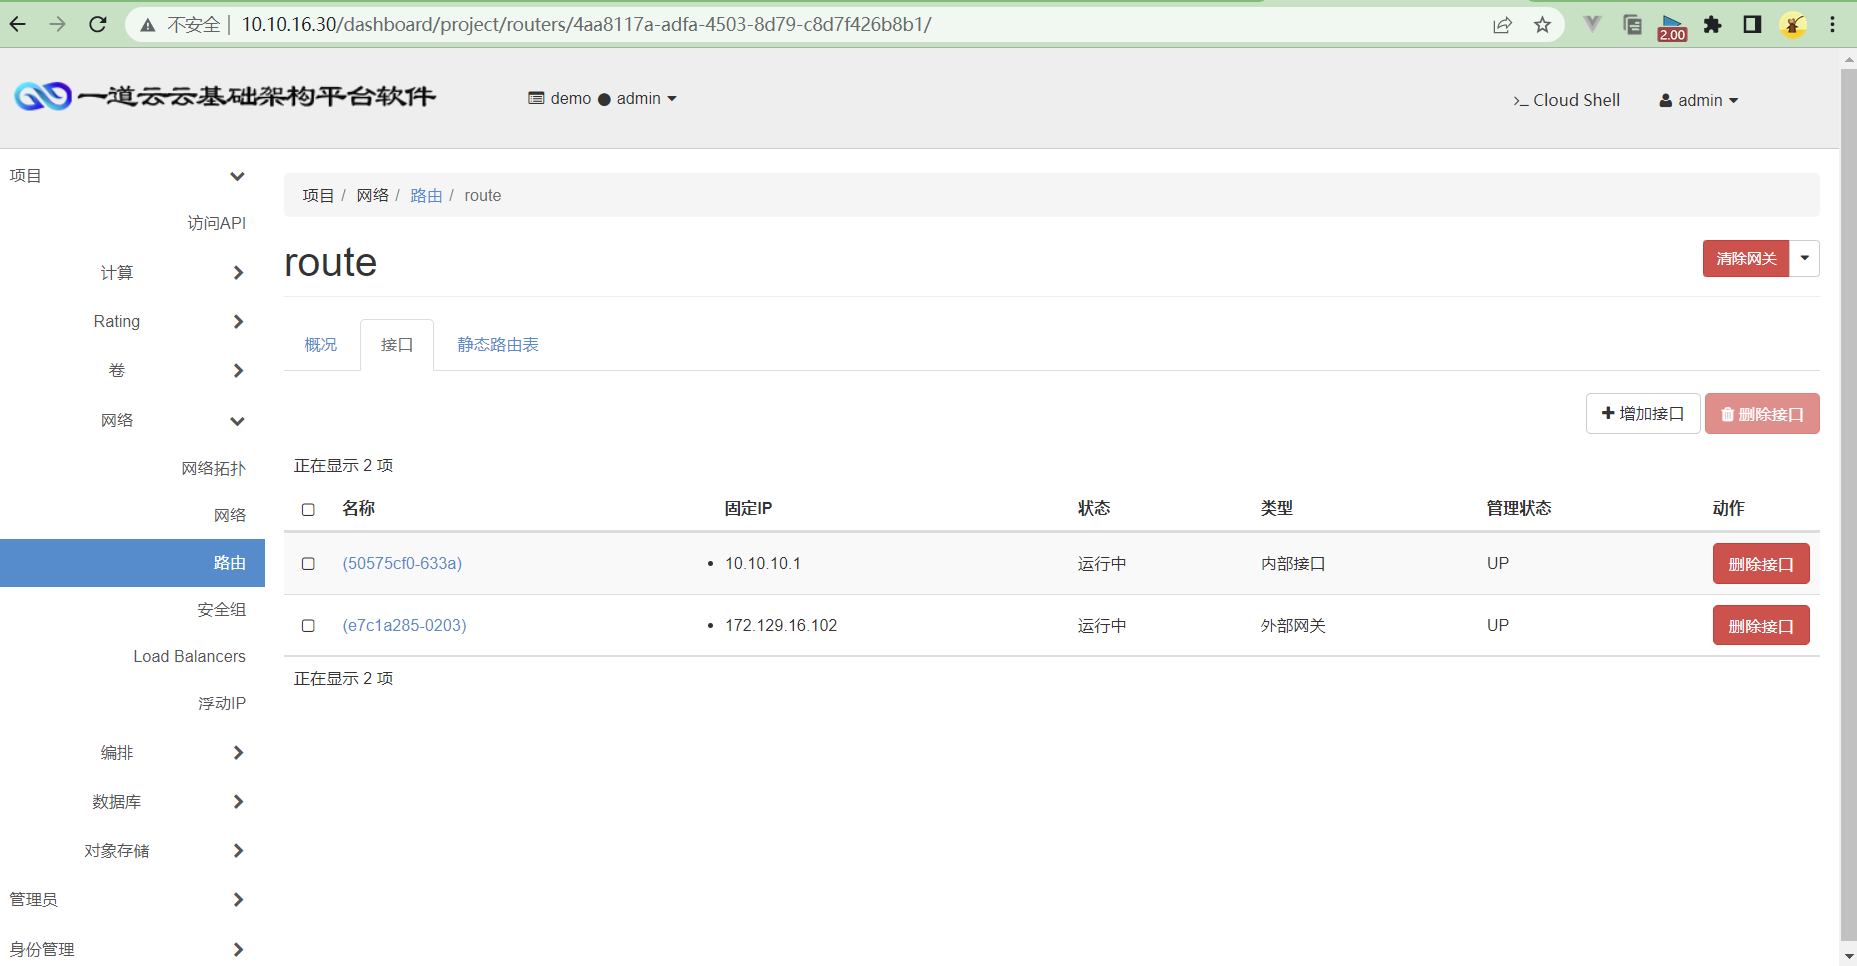 不安全 | 10.10.16.30/dashboard/project/routers/4aa8117a-adfa-4503-8d79-c8d7f426b8b1/
2.00
一道云云基础架构平台软件
demo ● admin
>_ Cloud Shell
admin
项目
访问API
计算
Rating
卷
网络
网络拓扑
网络
路由
安全组
Load Balancers
浮动IP
编排
数据库
对象存储
管理员
身份管理
项目 / 网络 / 路由 / route
route
清除网关
概况 接口 静态路由表
增加接口 删除接口
正在显示 2 项
名称 固定IP 状态 类型 管理状态 动作
(50575cf0-633a) • 10.10.10.1 运行中 内部接口 UP 删除接口
(e7c1a285-0203) • 172.129.16.102 运行中 外部网关 UP 删除接口
正在显示 2 项